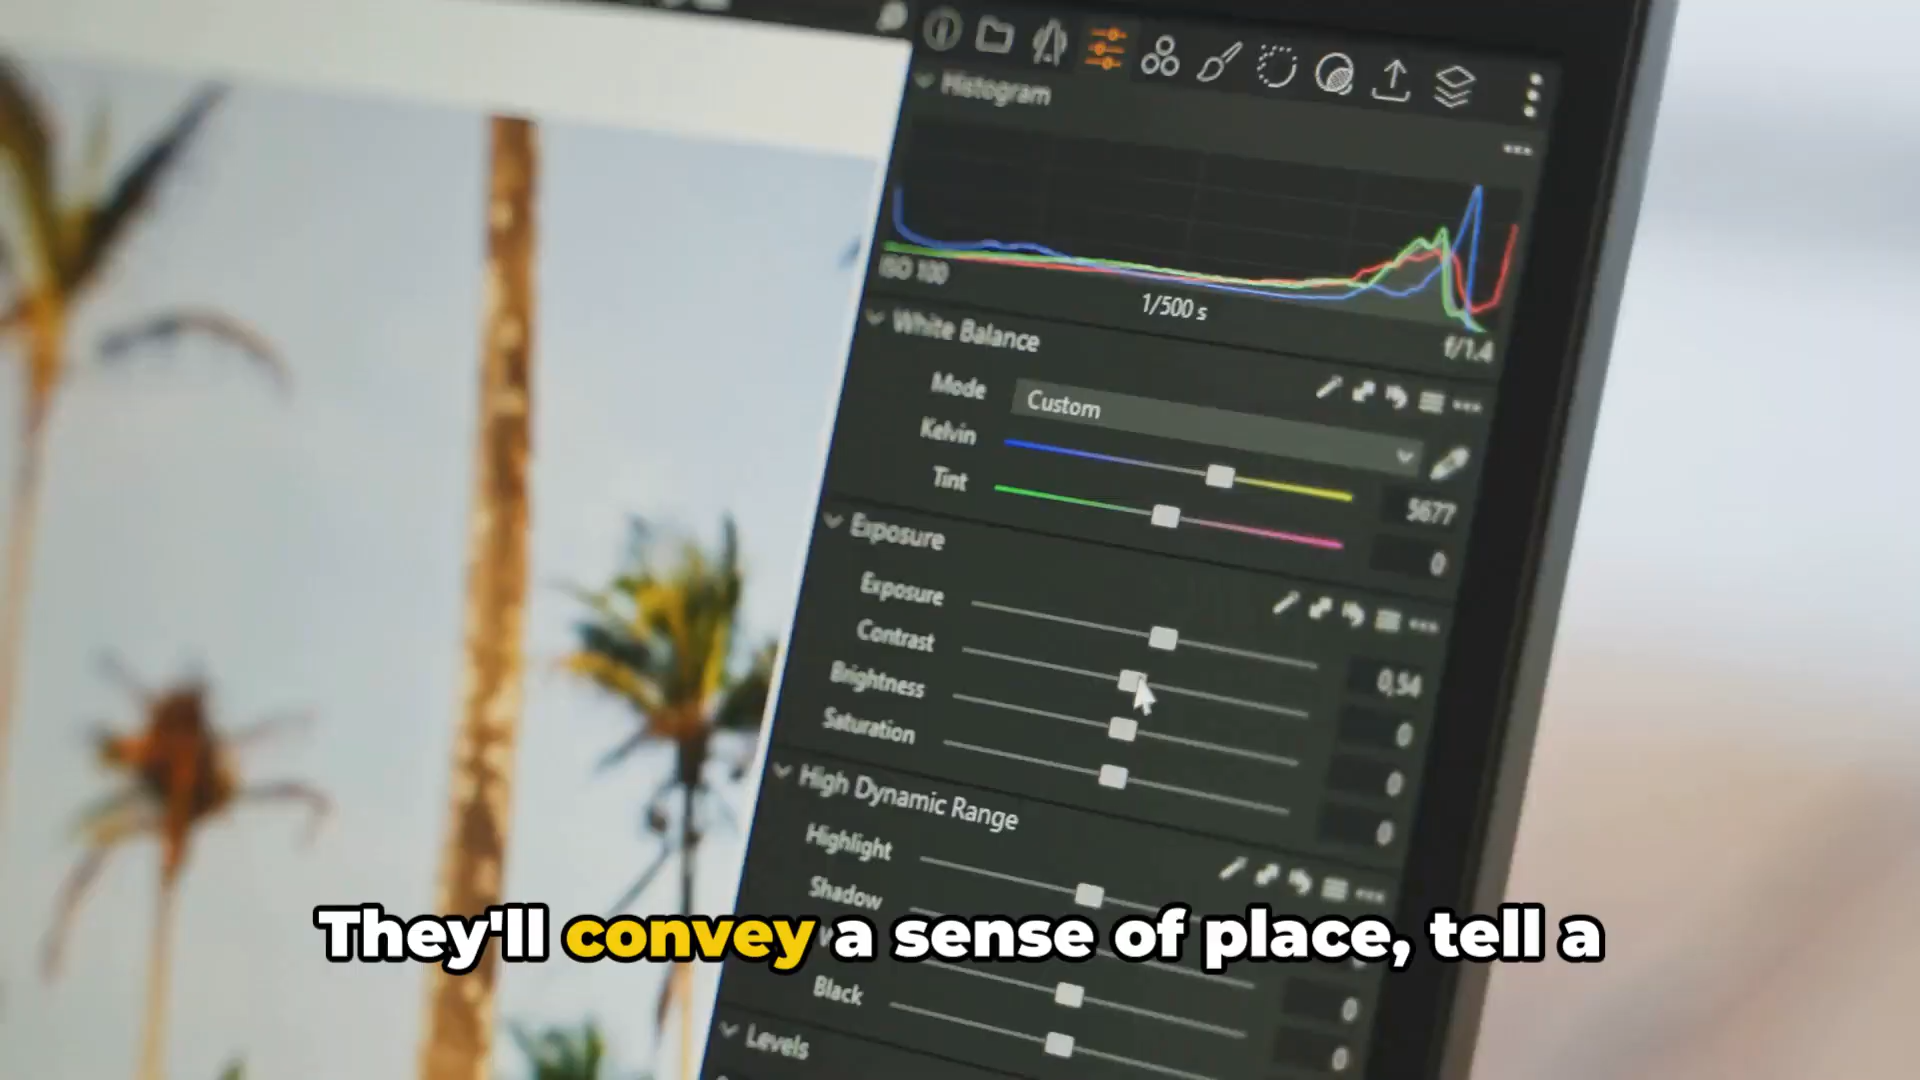 Histogram
ISO 100
1/500 s
f/1.4
White Balance
Mode
Custom
Kelvin
5677
Tint
0
Exposure
Exposure
0,54
Contrast
0
Brightness
0
Saturation
0
High Dynamic Range
Highlight
Shadow
They'll convey a sense of place, tell a
0
Black
0
Levels